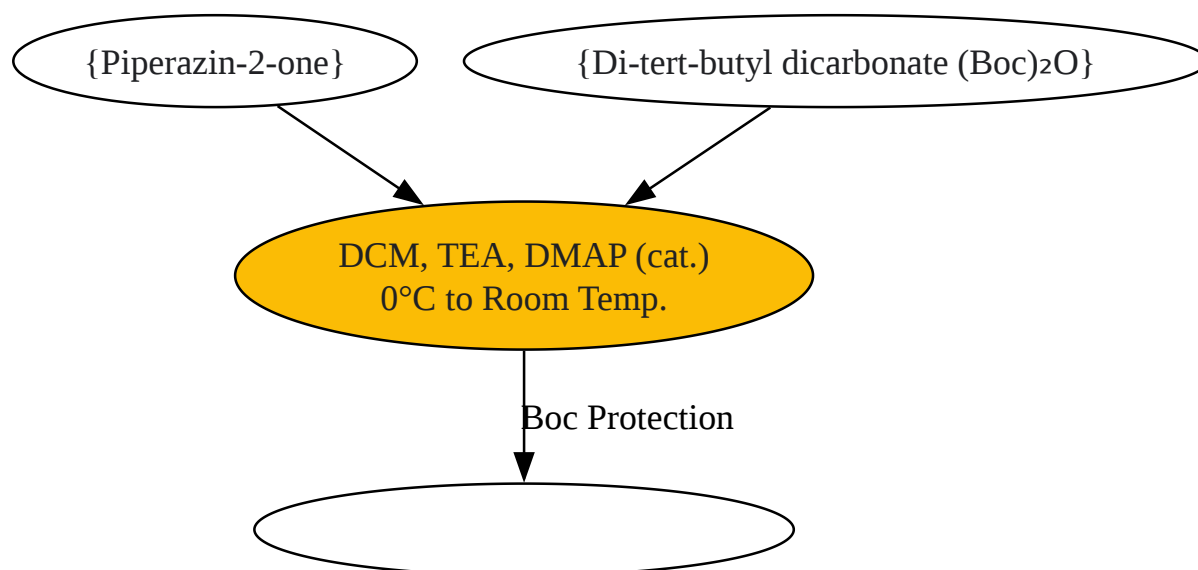 {Piperazin-2-one}
{Di-tert-butyl dicarbonate (Boc)₂O}
DCM, TEA, DMAP (cat.)
0°C to Room Temp.
Boc Protection